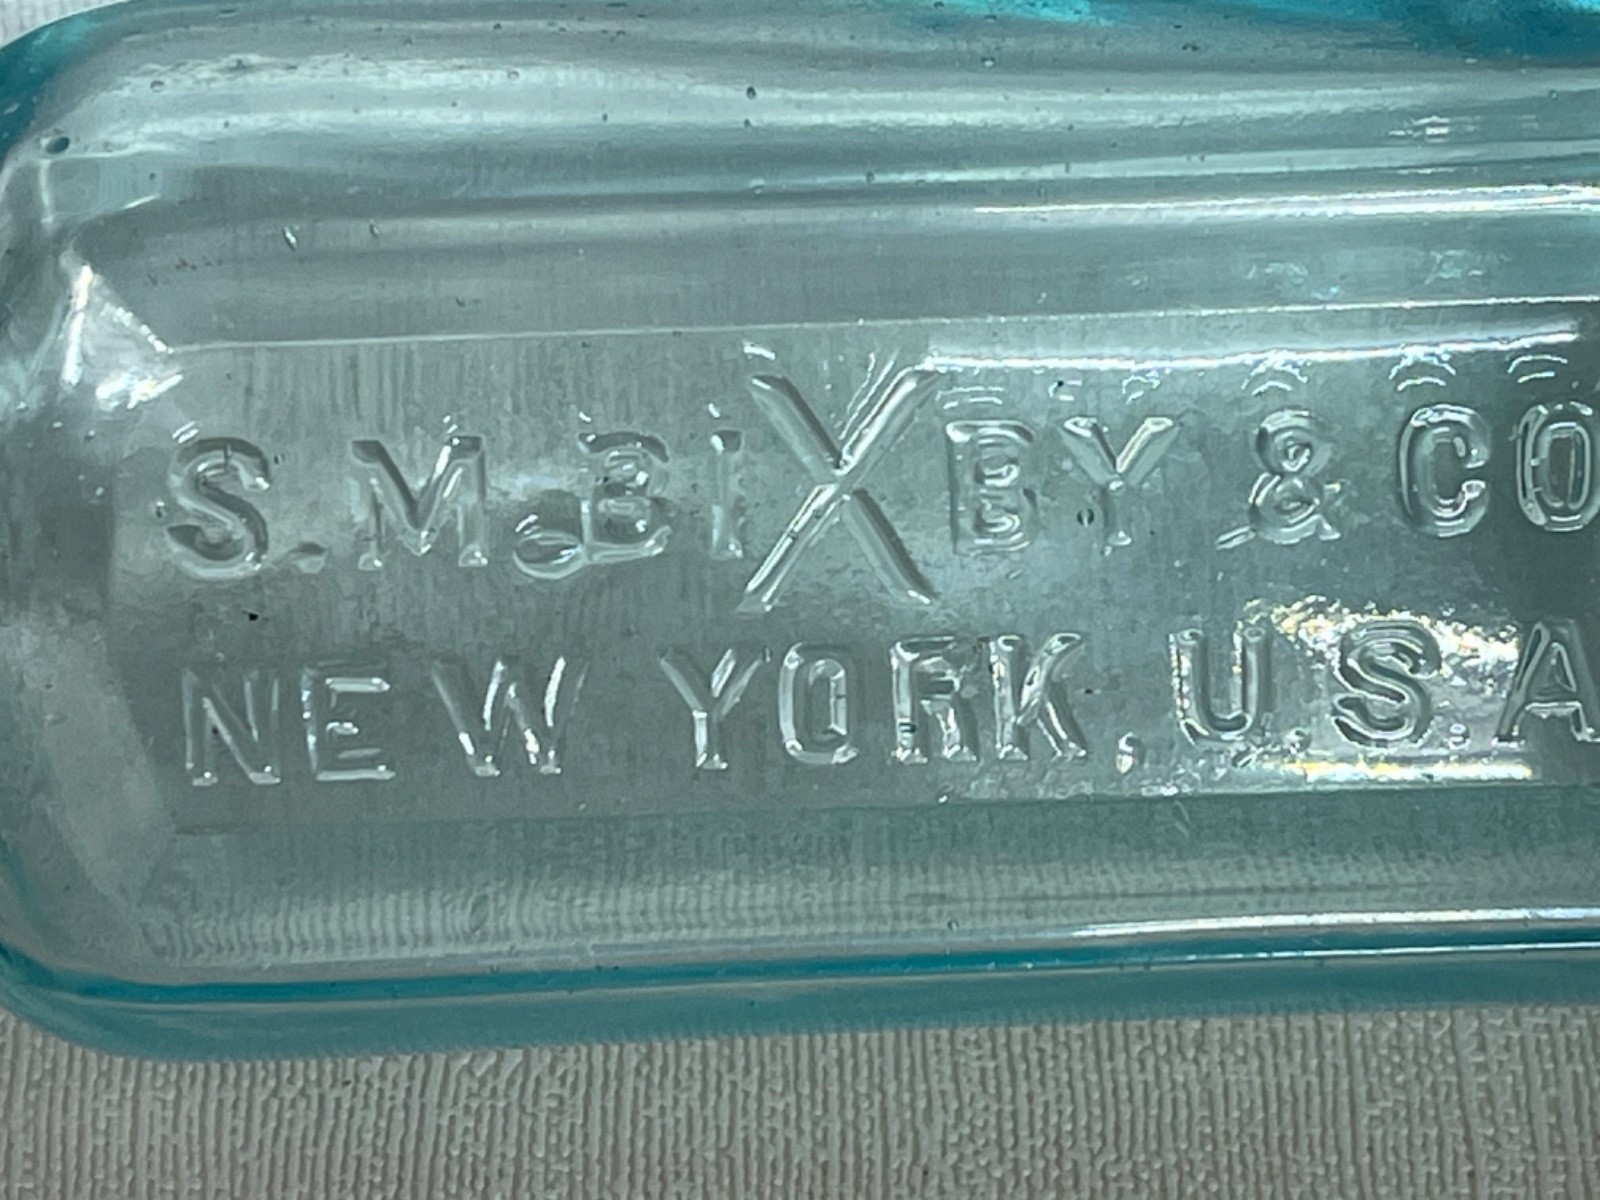 S. M. BIXBY & CO
NEW YORK, U.S.A